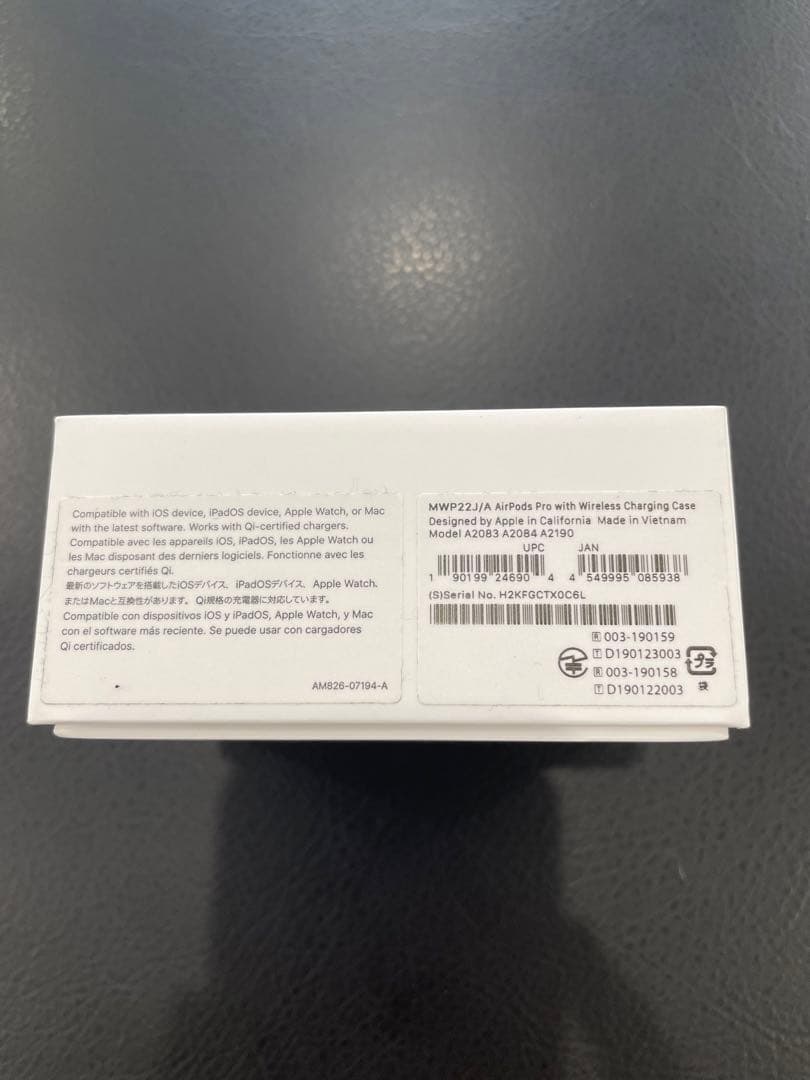 Compatible with iOS device, iPadOS device, Apple Watch, or Mac
with the latest software. Works with Qi-certified chargers.
Compatible avec les appareils iOS, iPadOS, les Apple Watch ou
les Mac disposant des derniers logiciels. Fonctionne avec les
chargeurs certifiés Qi.
最新のソフトウェアを搭載したiOSデバイス、iPadOSデバイス、Apple Watch、
またはMacと互換性があります。Qi規格の充電器に対応しています。
Compatible con dispositivos iOS y iPadOS, Apple Watch, y Mac
con el software más reciente. Se puede usar con cargadores
Qi certificados.
AM826-07194-A
MWP22J/A AirPods Pro with Wireless Charging Case
Designed by Apple in California Made in Vietnam
Model A2083 A2084 A2190
UPC JAN
1 90199 24690 4 4 549995 085938
(S)Serial No. H2KFGCTX0C6L
R 003-190159
T D190123003
R 003-190158
T D190122003
プラ
袋